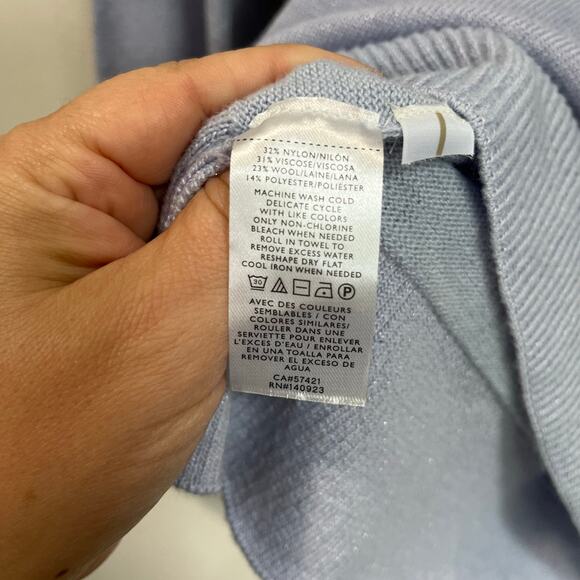 32% NYLON/NILÓN
31% VISCOSE/VISCOSA
23% WOOL/LAINE/LANA
14% POLYESTER/POLIÉSTER
MACHINE WASH COLD
DELICATE CYCLE
WITH LIKE COLORS
ONLY NON-CHLORINE
BLEACH WHEN NEEDED
ROLL IN TOWEL TO
REMOVE EXCESS WATER
RESHAPE DRY FLAT
COOL IRON WHEN NEEDED
30 P
AVEC DES COULEURS
SEMBLABLES / CON
COLORES SIMILARES/
ROULER DANS UNE
SERVIETTE POUR ENLEVER
L'EXCES D'EAU / ROLLAR
EN UNA TOALLA PARA
REMOVER EL EXCESO DE
AGUA
CA#57421
RN#140923